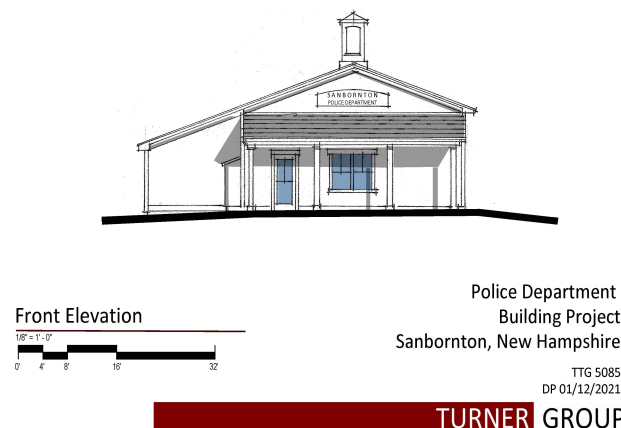 SANBORNTON
POLICE DEPARTMENT
Front Elevation
1/8" = 1'- 0"
0' 4' 8' 16' 32'
Police Department
Building Project
Sanbornton, New Hampshire
TTG 5085
DP 01/12/2021
TURNER GROUP